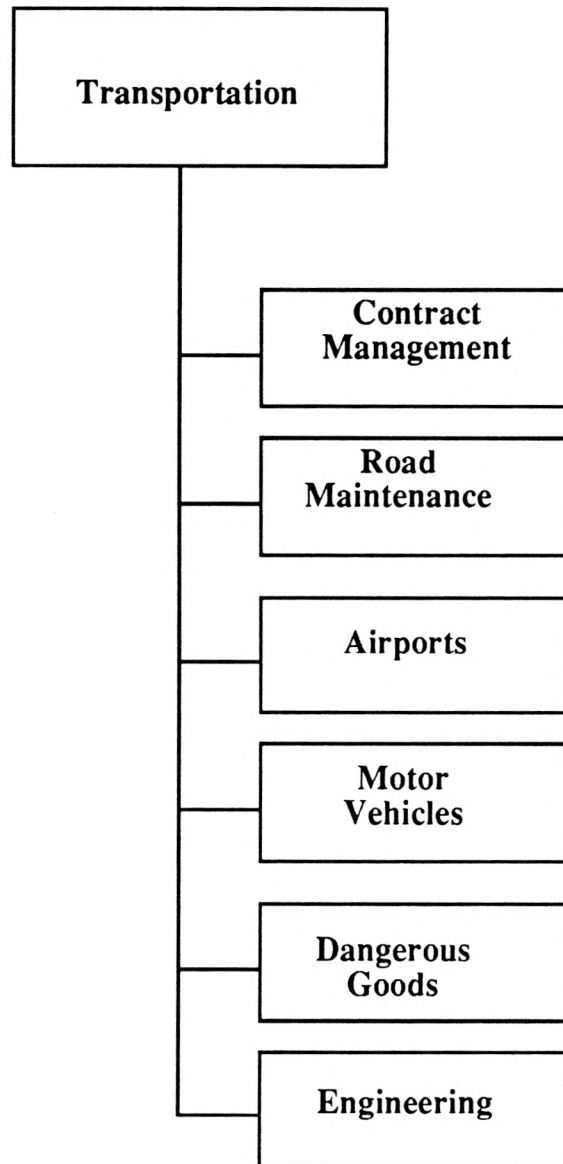 Transportation
Contract
Management
Road
Maintenance
Airports
Motor
Vehicles
Dangerous
Goods
Engineering